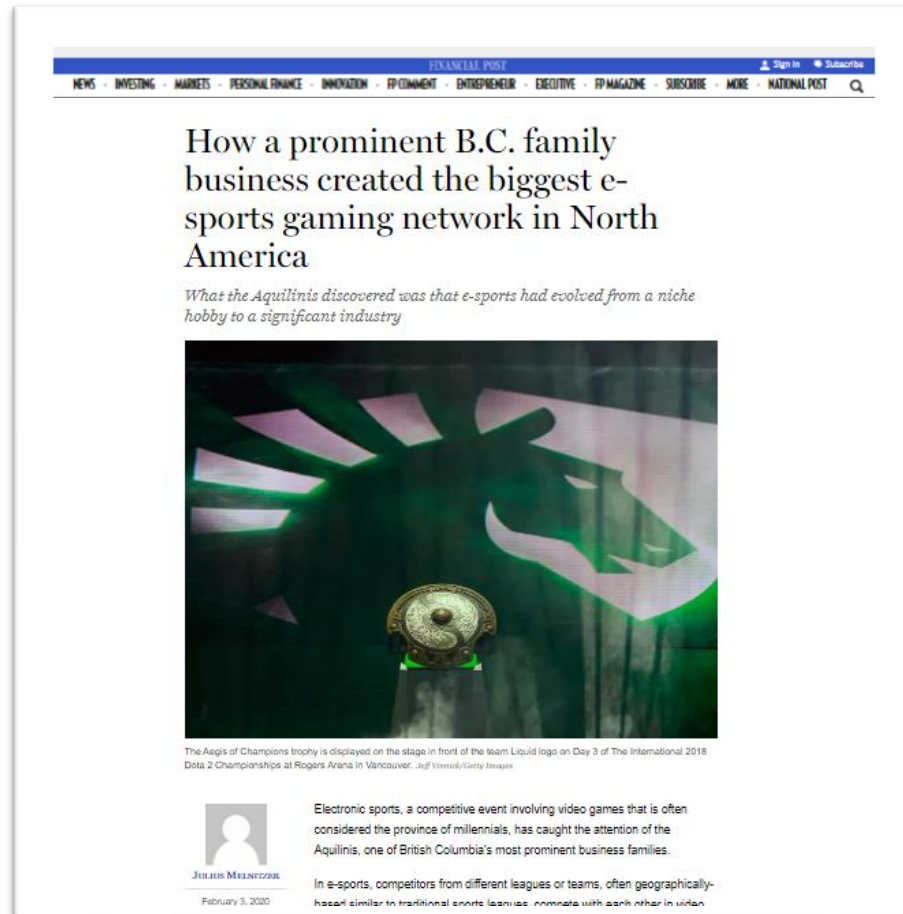 FINANCIAL POST
Sign In Subscribe
NEWS - INVESTING - MARKETS - PERSONAL FINANCE - INNOVATION - FP COMMENT - ENTREPRENEUR - EXECUTIVE - FP MAGAZINE - SUBSCRIBE - MORE - NATIONAL POST
How a prominent B.C. family
business created the biggest e-
sports gaming network in North
America
What the Aquilinis discovered was that e-sports had evolved from a niche
hobby to a significant industry
The Aegis of Champions trophy is displayed on the stage in front of the team Liquid logo on Day 3 of The International 2018
Dota 2 Championships at Rogers Arena in Vancouver. Jeff Vinnick/Getty Images
Electronic sports, a competitive event involving video games that is often
considered the province of millennials, has caught the attention of the
Aquilinis, one of British Columbia's most prominent business families.
JULIUS MELNITZER
February 3, 2020
In e-sports, competitors from different leagues or teams, often geographically-
based similar to traditional sports leagues, compete with each other in video